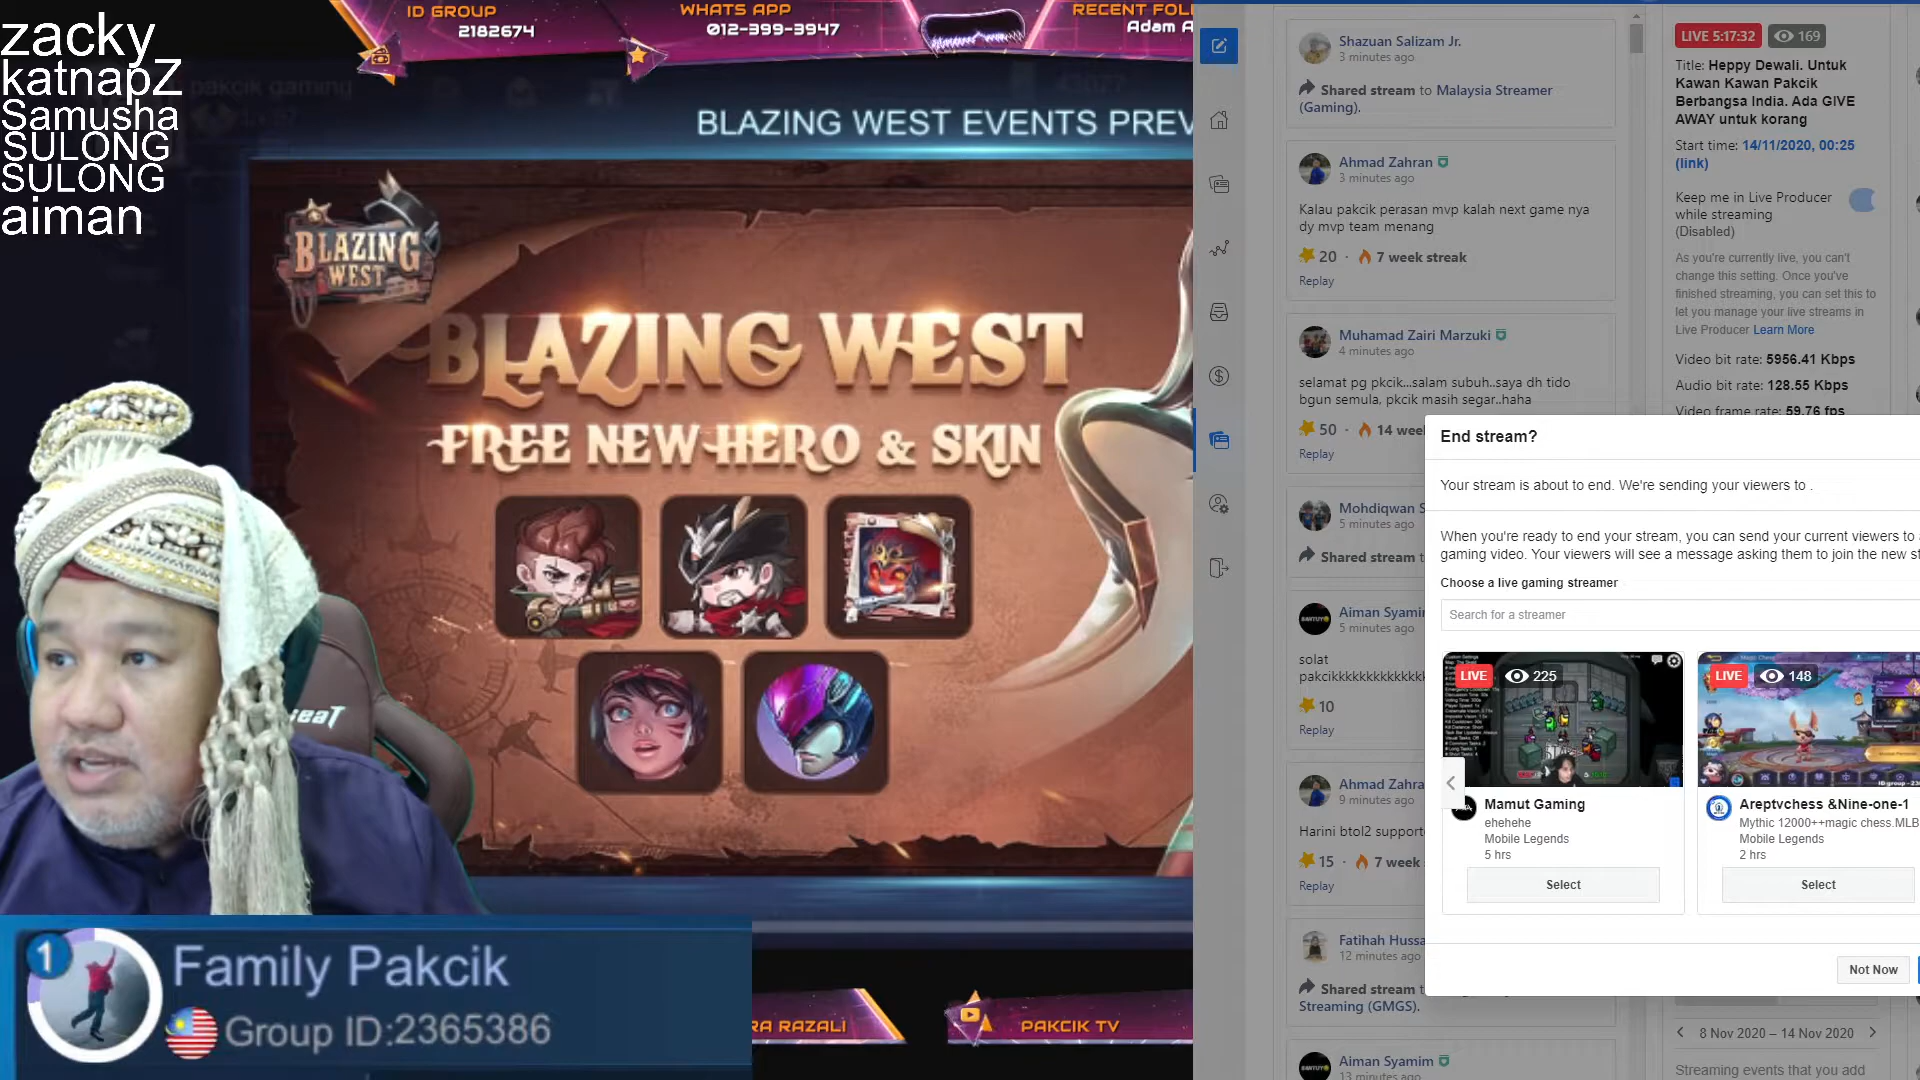 zacky
katnapZ
Samusha
SULONG
SULONG
aiman
ID GROUP
2182674
WHATS APP
012-399-3947
RECENT FOL
Adam A
pakcik gaming
BLAZING WEST EVENTS PREV
BLAZING
WEST
BLAZING WEST
FREE NEW HERO & SKIN
eat
1
Family Pakcik
Group ID:2365386
RA RAZALI
PAKCIK TV
Shazuan Salizam Jr.
3 minutes ago
Shared stream to Malaysia Streamer
(Gaming).
Ahmad Zahran
3 minutes ago
Kalau pakcik perasan mvp kalah next game nya
dy mvp team menang
20 · 7 week streak
Replay
Muhamad Zairi Marzuki
4 minutes ago
selamat pg pkcik...salam subuh..saya dh tido
bgun semula, pkcik masih segar..haha
50 · 14 wee
Replay
Mohdiqwan S
5 minutes ago
Shared stream t
Aiman Syamir
5 minutes ago
solat
pakcikkkkkkkkkkkkk
10
Replay
Ahmad Zahra
9 minutes ago
Harini btol2 support
15 · 7 week
Replay
Fatihah Hussa
12 minutes ago
Shared stream t
Streaming (GMGS).
Aiman Syamim
13 minutes ago
LIVE 5:17:32
169
Title: Heppy Dewali. Untuk
Kawan Kawan Pakcik
Berbangsa India. Ada GIVE
AWAY untuk korang
Start time: 14/11/2020, 00:25
(link)
Keep me in Live Producer
while streaming
(Disabled)
As you're currently live, you can't
change this setting. Once you've
finished streaming, you can set this to
let you manage your live streams in
Live Producer Learn More
Video bit rate: 5956.41 Kbps
Audio bit rate: 128.55 Kbps
Video frame rate: 59.76 fps
End stream?
Your stream is about to end. We're sending your viewers to .
When you're ready to end your stream, you can send your current viewers to
gaming video. Your viewers will see a message asking them to join the new st
Choose a live gaming streamer
Search for a streamer
LIVE 225
Mamut Gaming
ehehehe
Mobile Legends
5 hrs
Select
LIVE 148
Areptvchess &Nine-one-1
Mythic 12000++magic chess.MLB
Mobile Legends
2 hrs
Select
Not Now
8 Nov 2020 – 14 Nov 2020
Streaming events that you add